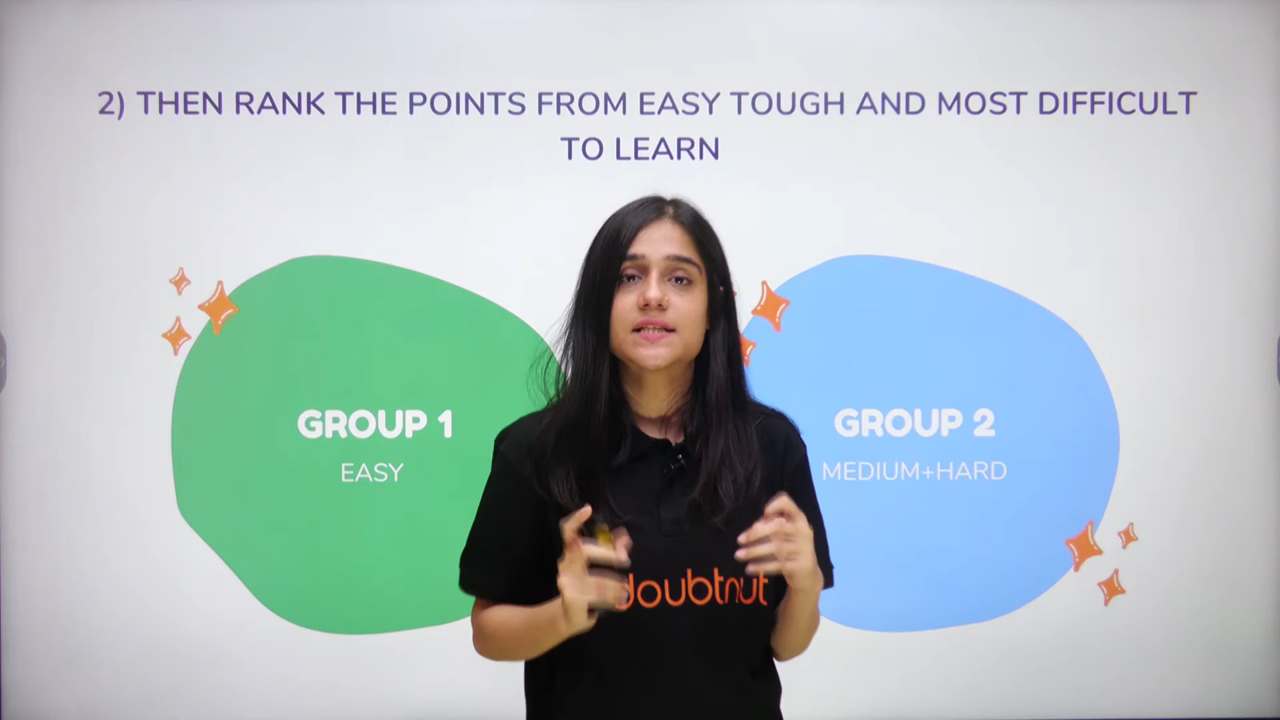 2) THEN RANK THE POINTS FROM EASY TOUGH AND MOST DIFFICULT
TO LEARN
GROUP 1
EASY
GROUP 2
MEDIUM+HARD
doubtnut